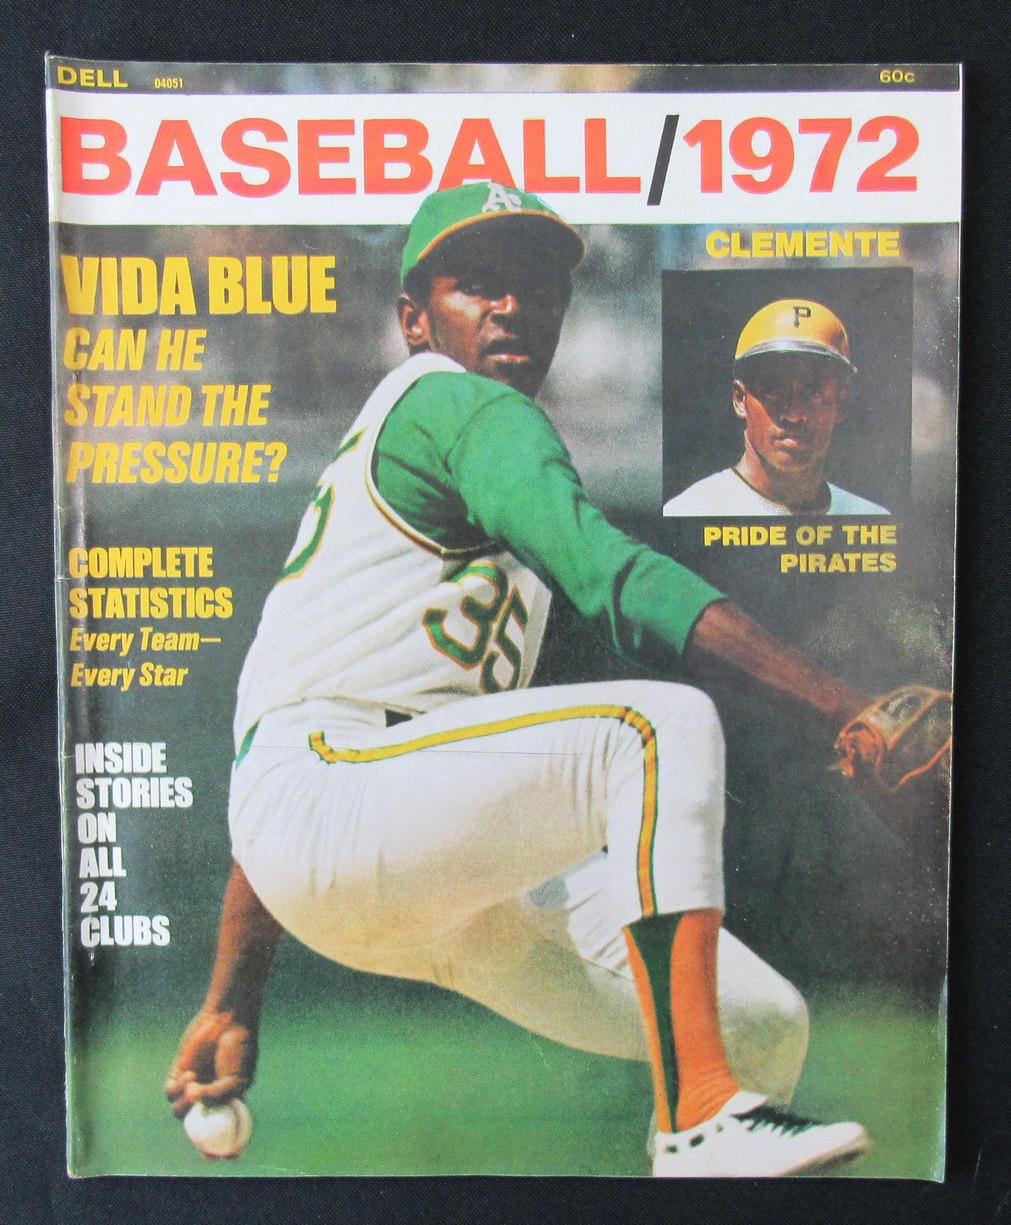 DELL 04051 60c
BASEBALL/1972
A's
VIDA BLUE
CAN HE
STAND THE
PRESSURE?
CLEMENTE
P
PRIDE OF THE
PIRATES
35
COMPLETE
STATISTICS
Every Team—
Every Star
INSIDE
STORIES
ON
ALL
24
CLUBS